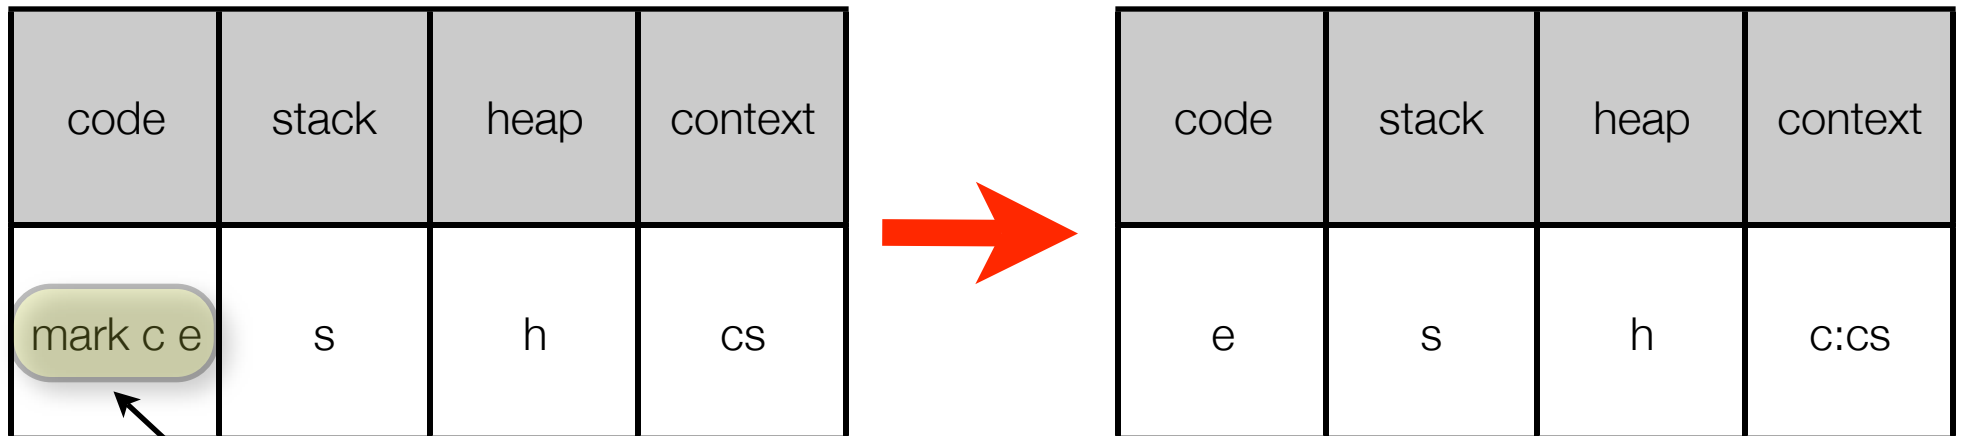 code stack heap context
mark c e s h cs
code stack heap context
e s h c:cs